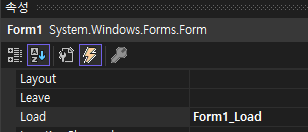 속성
Form1 System.Windows.Forms.Form
Layout
Leave
Load Form1_Load